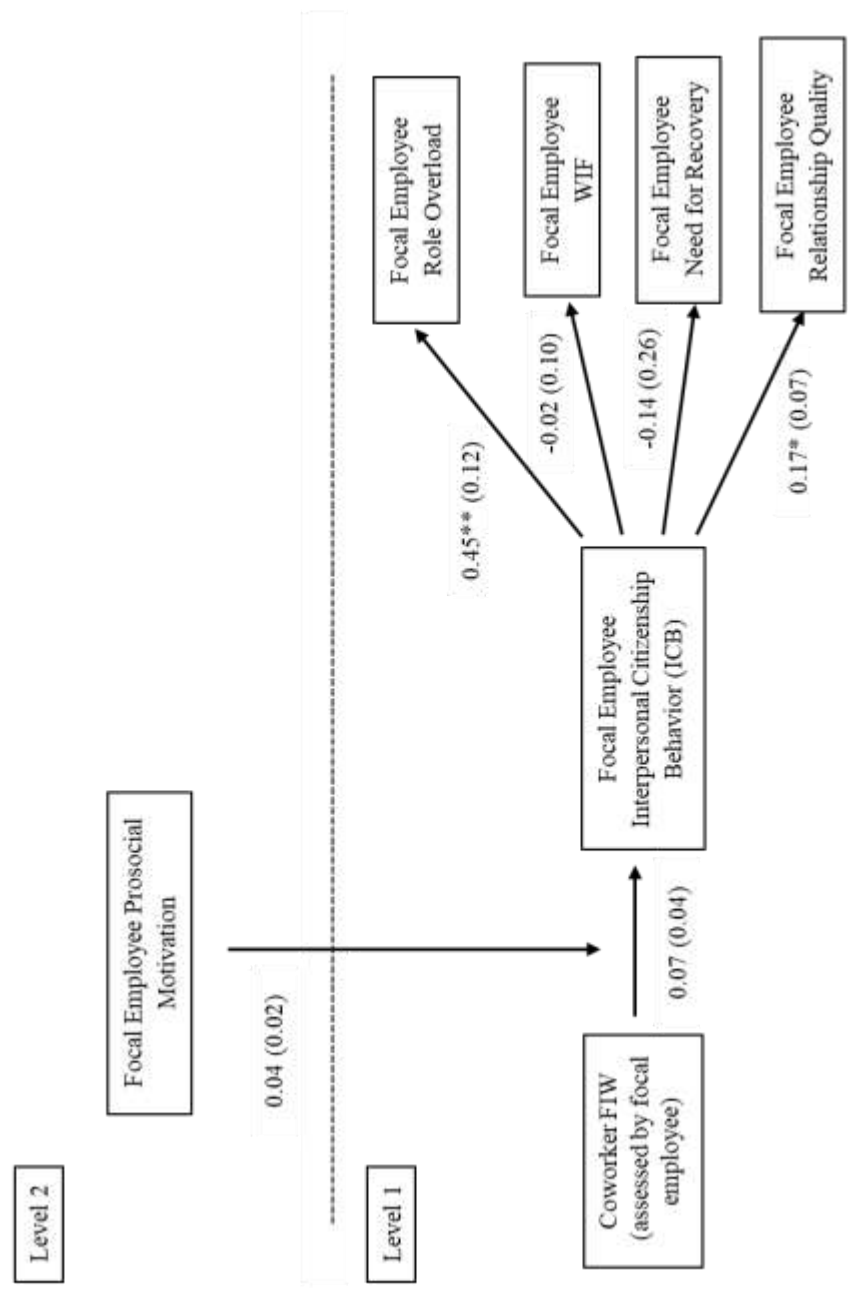 Level 2
Focal Employee Prosocial
Motivation
0.04 (0.02)
Level 1
Coworker FIW
(assessed by focal
employee)
0.07 (0.04)
Focal Employee
Interpersonal Citizenship
Behavior (ICB)
0.45** (0.12)
-0.02 (0.10)
-0.14 (0.26)
0.17* (0.07)
Focal Employee
Role Overload
Focal Employee
WIF
Focal Employee
Need for Recovery
Focal Employee
Relationship Quality